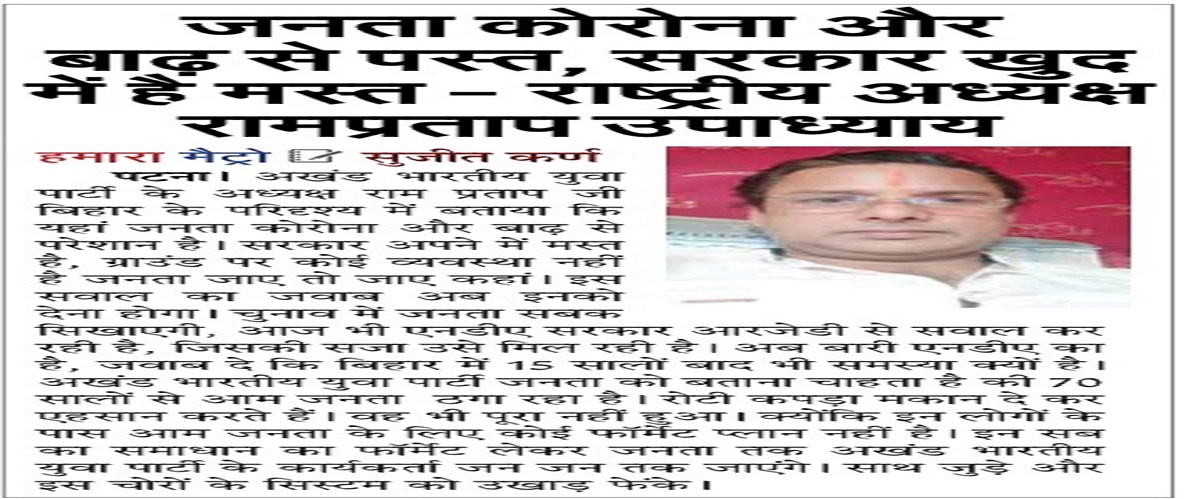 जनता कोरोना और
बाढ़ से पस्त, सरकार खुद
में है मस्त – राष्ट्रीय अध्यक्ष
रामप्रताप उपाध्याय
हमारा मैट्रो सुजीत कर्ण
पटना। अखंड भारतीय युवा
पार्टी के अध्यक्ष राम प्रताप जी
बिहार के परिदृश्य में बताया कि
यहां जनता कोरोना और बाढ़ से
परेशान है। सरकार अपने में मस्त
है, ग्राउंड पर कोई व्यवस्था नहीं
है जनता जाए तो जाए कहां। इस
सवाल का जवाब अब इनको
देना होगा। चुनाव में जनता सबक
सिखाएगी, आज भी एनडीए सरकार आरजेडी से सवाल कर
रही है, जिसकी सजा उसे मिल रही है। अब बारी एनडीए का
है, जवाब दे कि बिहार में 15 सालों बाद भी समस्या क्यों है।
अखंड भारतीय युवा पार्टी जनता को बताना चाहता है की 70
सालों से आम जनता ठगा रहा है। रोटी कपड़ा मकान दे कर
एहसान करते हैं। वह भी पूरा नहीं हुआ। क्योंकि इन लोगों के
पास आम जनता के लिए कोई फॉर्मेट प्लान नहीं है। इन सब
का समाधान का फॉर्मेट लेकर जनता तक अखंड भारतीय
युवा पार्टी के कार्यकर्ता जन जन तक जाएंगे। साथ जुड़े और
इस चोरों के सिस्टम को उखाड़ फेंके।